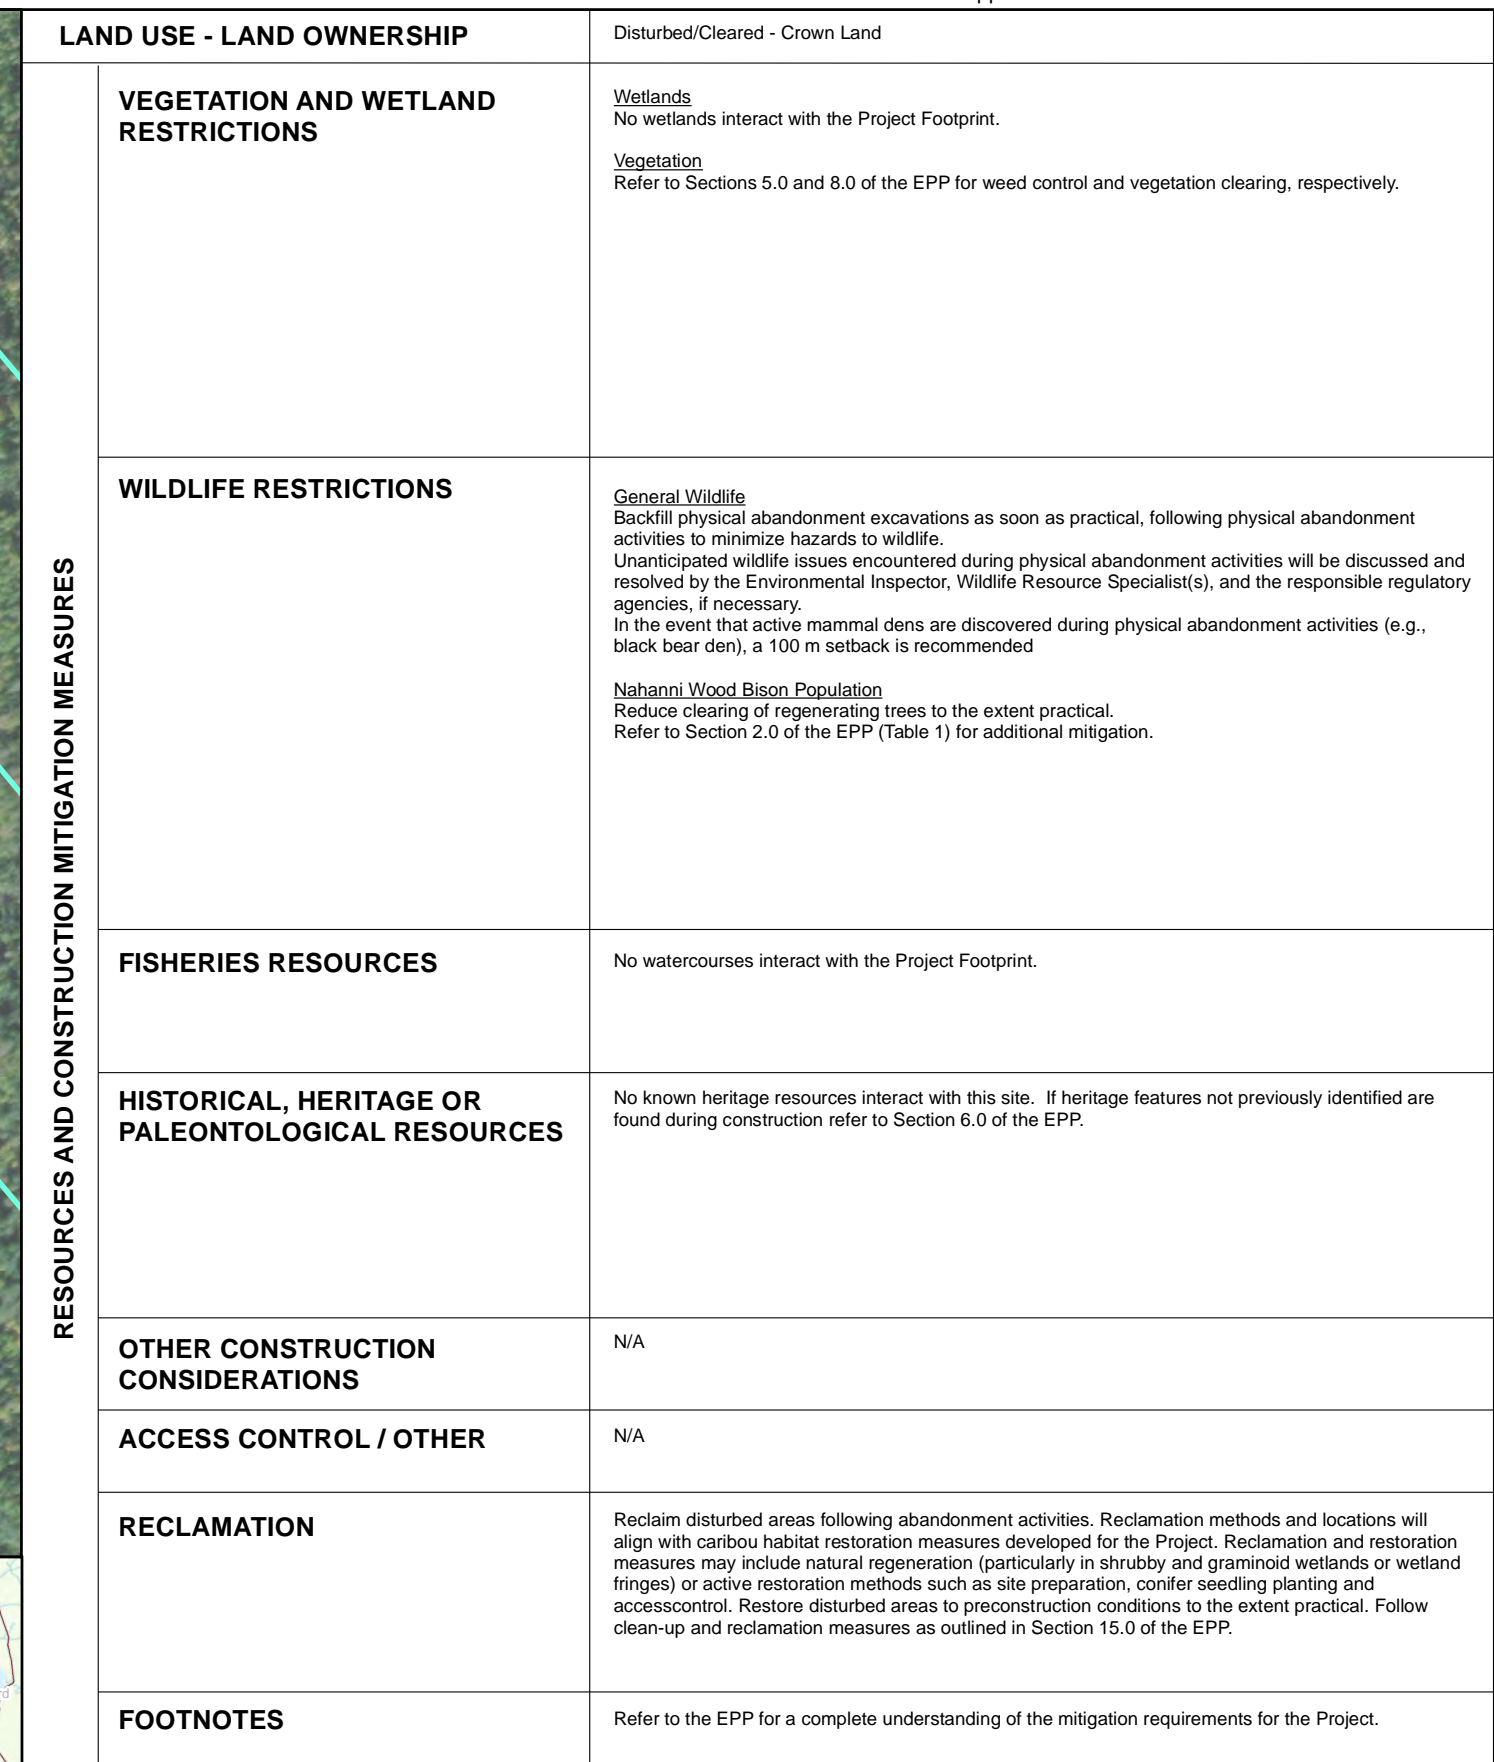 LAND USE - LAND OWNERSHIP
Disturbed/Cleared - Crown Land
RESOURCES AND CONSTRUCTION MITIGATION MEASURES
VEGETATION AND WETLAND
RESTRICTIONS
Wetlands
No wetlands interact with the Project Footprint.
Vegetation
Refer to Sections 5.0 and 8.0 of the EPP for weed control and vegetation clearing, respectively.
WILDLIFE RESTRICTIONS
General Wildlife
Backfill physical abandonment excavations as soon as practical, following physical abandonment
activities to minimize hazards to wildlife.
Unanticipated wildlife issues encountered during physical abandonment activities will be discussed and
resolved by the Environmental Inspector, Wildlife Resource Specialist(s), and the responsible regulatory
agencies, if necessary.
In the event that active mammal dens are discovered during physical abandonment activities (e.g.,
black bear den), a 100 m setback is recommended
Nahanni Wood Bison Population
Reduce clearing of regenerating trees to the extent practical.
Refer to Section 2.0 of the EPP (Table 1) for additional mitigation.
FISHERIES RESOURCES
No watercourses interact with the Project Footprint.
HISTORICAL, HERITAGE OR
PALEONTOLOGICAL RESOURCES
No known heritage resources interact with this site.  If heritage features not previously identified are
found during construction refer to Section 6.0 of the EPP.
OTHER CONSTRUCTION
CONSIDERATIONS
N/A
ACCESS CONTROL / OTHER
N/A
RECLAMATION
Reclaim disturbed areas following abandonment activities. Reclamation methods and locations will
align with caribou habitat restoration measures developed for the Project. Reclamation and restoration
measures may include natural regeneration (particularly in shrubby and graminoid wetlands or wetland
fringes) or active restoration methods such as site preparation, conifer seedling planting and
accesscontrol. Restore disturbed areas to preconstruction conditions to the extent practical. Follow
clean-up and reclamation measures as outlined in Section 15.0 of the EPP.
FOOTNOTES
Refer to the EPP for a complete understanding of the mitigation requirements for the Project.